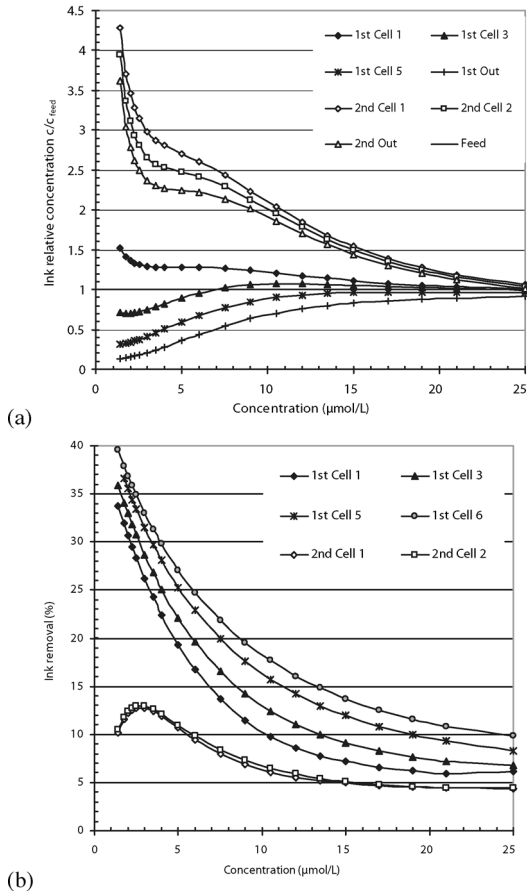 4.5
4
3.5
3
2.5
2
1.5
1
0.5
0
Ink relative concentration c/c feed
1st Cell 1
1st Cell 3
1st Cell 5
1st Out
2nd Cell 1
2nd Cell 2
2nd Out
Feed
0 5 10 15 20 25
Concentration (μmol/L)
(a)
40
35
30
25
20
15
10
5
0
Ink removal (%)
1st Cell 1
1st Cell 3
1st Cell 5
1st Cell 6
2nd Cell 1
2nd Cell 2
0 5 10 15 20 25
Concentration (μmol/L)
(b)